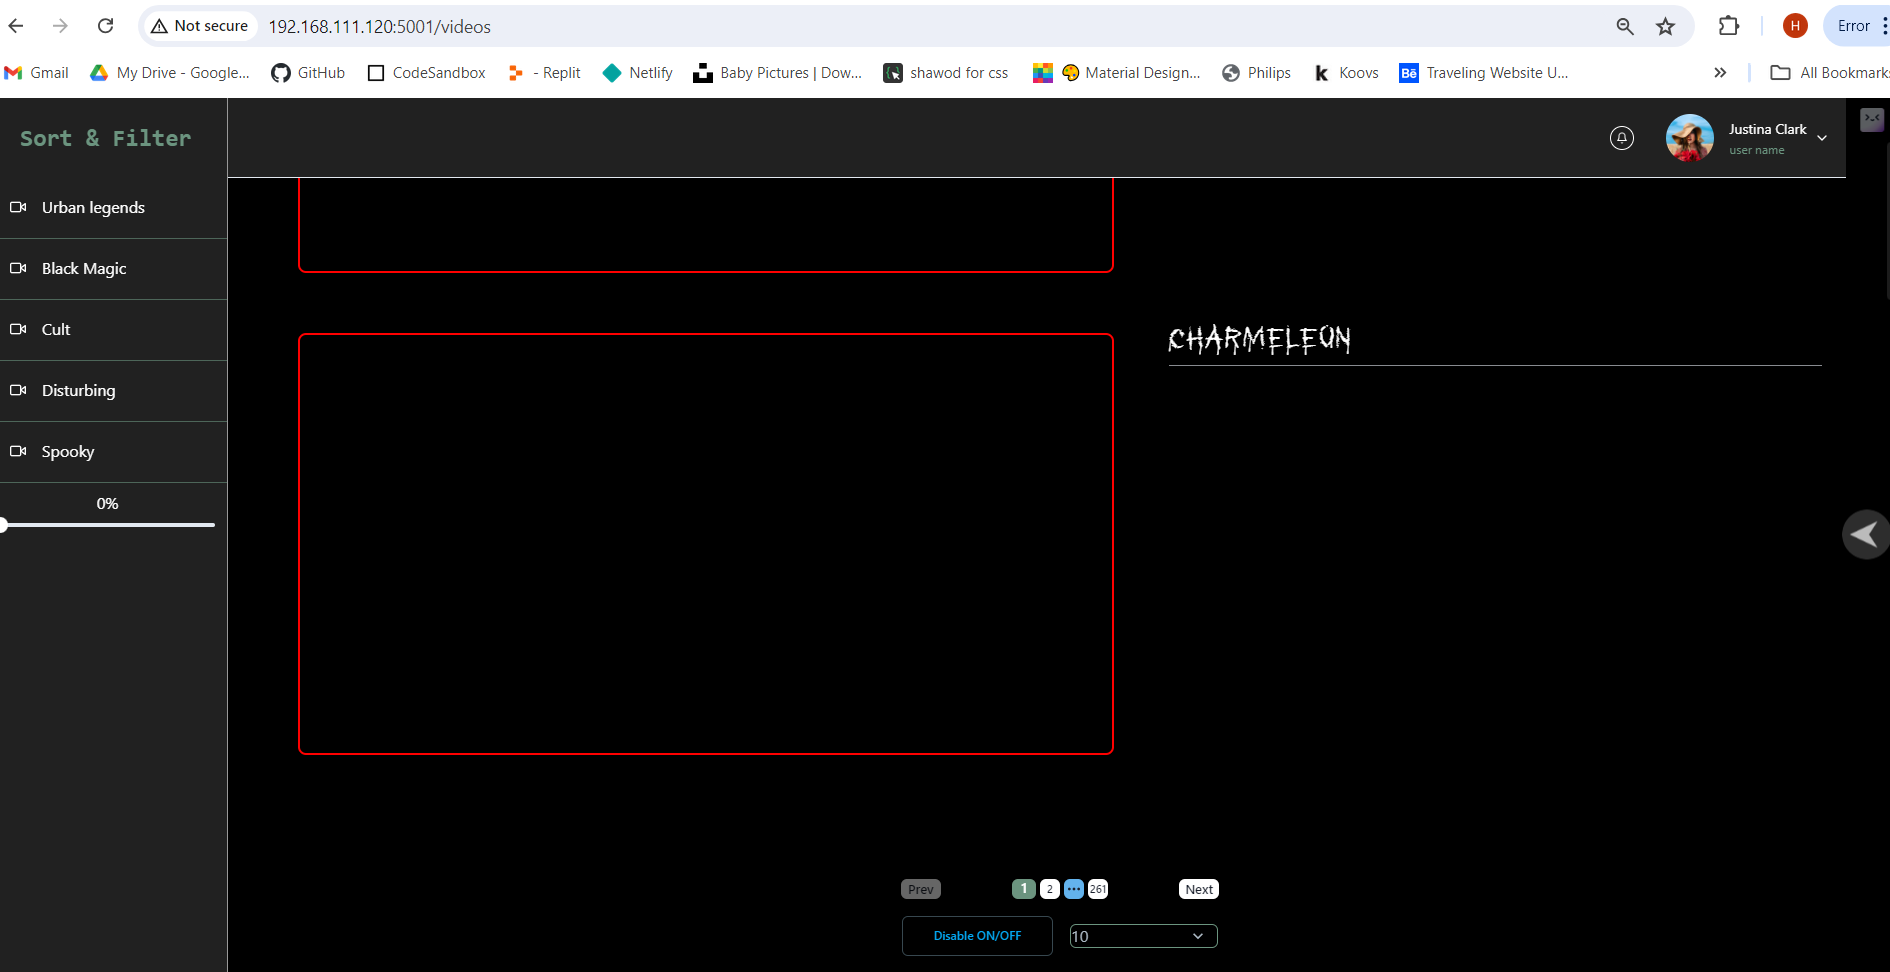 Not secure 192.168.111.120:5001/videos H Error
Gmail My Drive - Google... GitHub CodeSandbox - Replit Netlify Baby Pictures | Dow... shawod for css Material Design... Philips k Koovs Bē Traveling Website U... » All Bookmark
Sort & Filter
Justina Clark
user name
Urban legends
Black Magic
Cult
Disturbing
Spooky
0%
CHARMELEON
Prev 1 2 ••• 261 Next
Disable ON/OFF 10